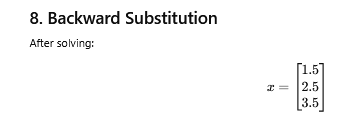 8. Backward Substitution
After solving:
x = [1.5
2.5
3.5]